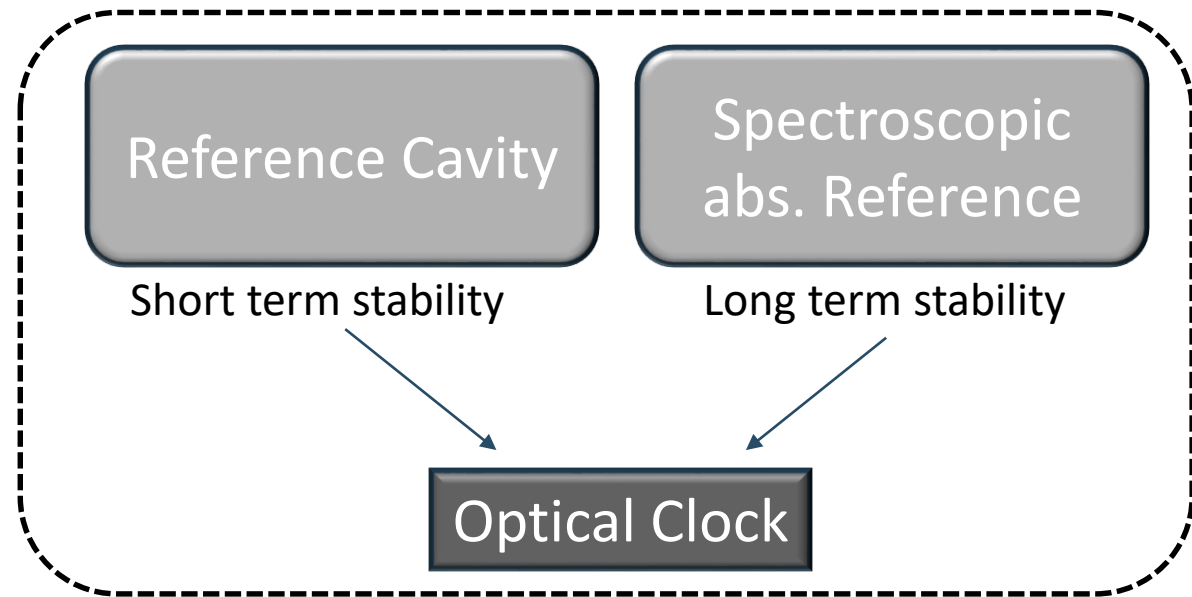 Reference Cavity
Spectroscopic
abs. Reference
Short term stability
Long term stability
Optical Clock